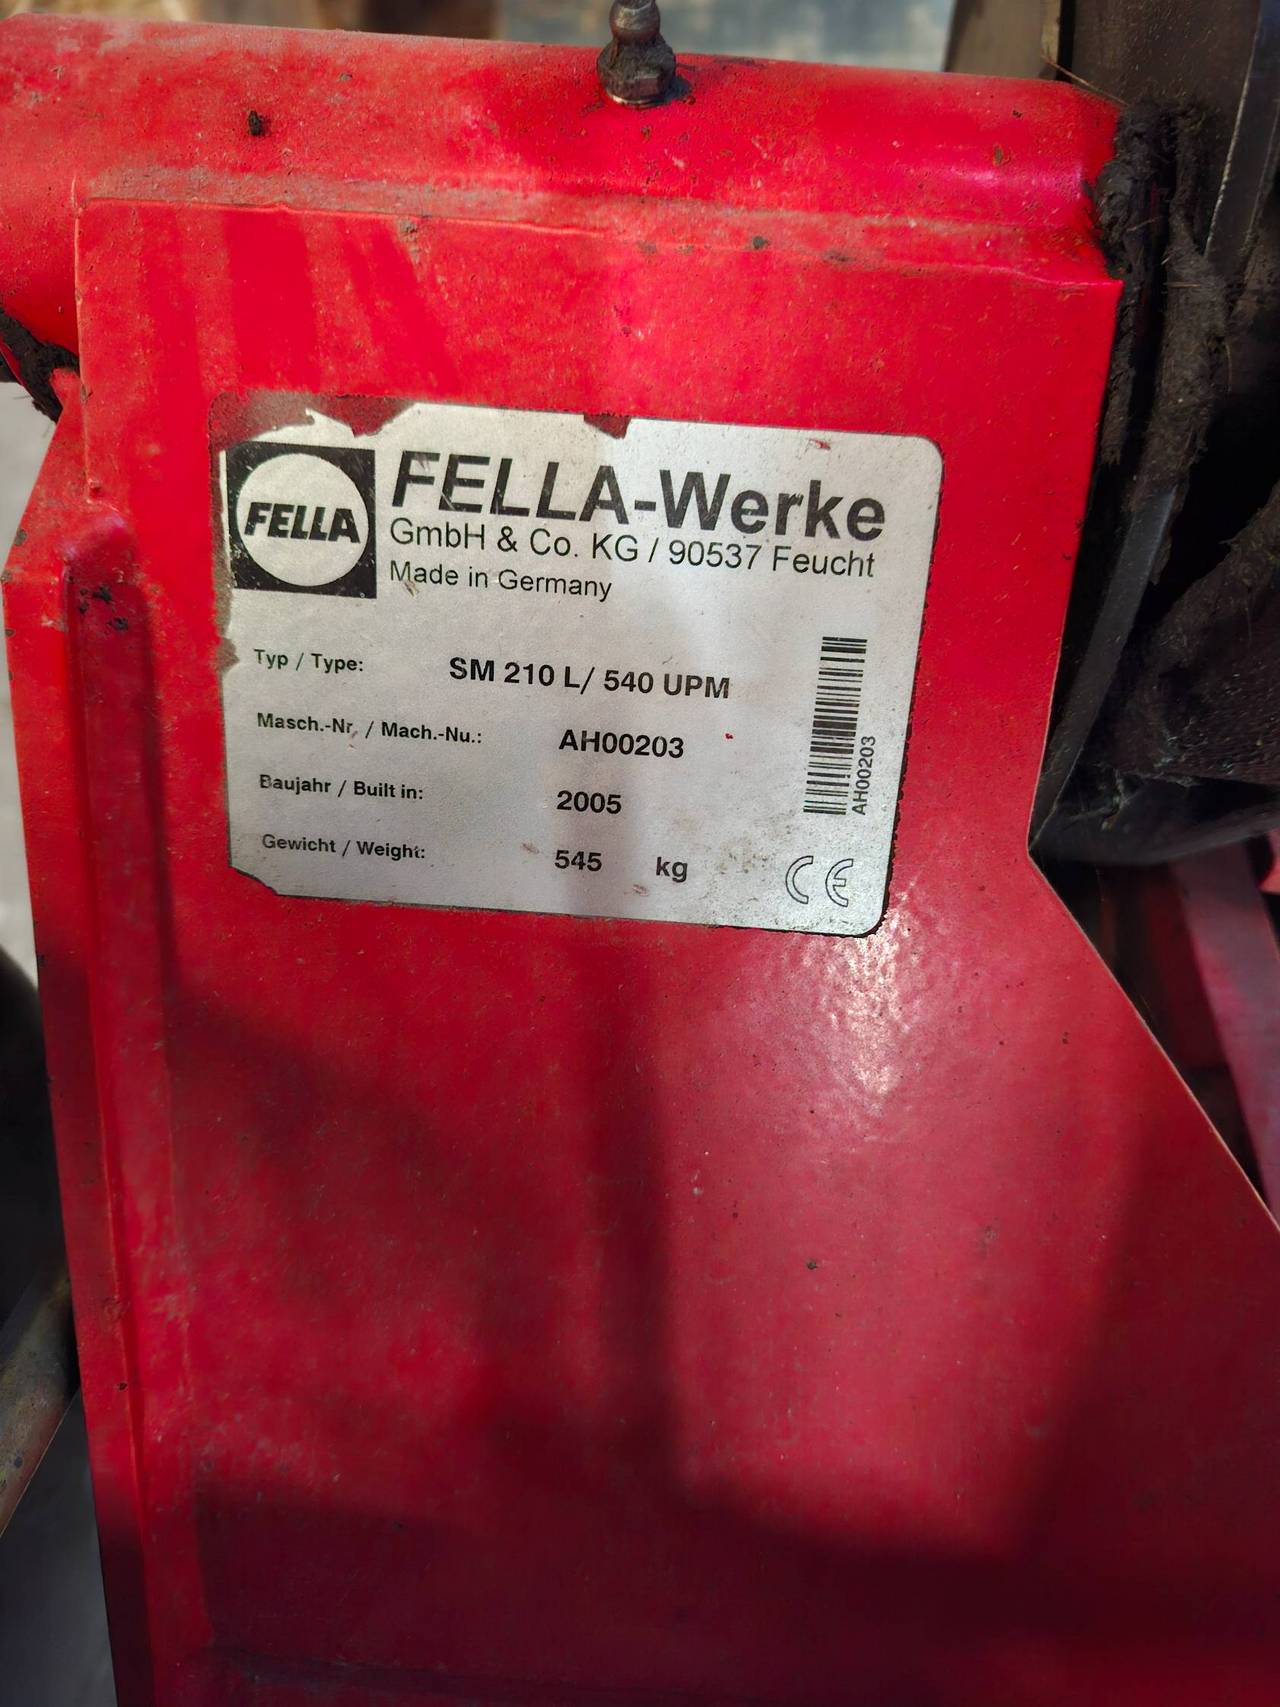 FELLA
FELLA-Werke
GmbH & Co. KG / 90537 Feucht
Made in Germany
Typ / Type: SM 210 L/ 540 UPM
Masch.-Nr. / Mach.-Nu.: AH00203
Baujahr / Built in: 2005
Gewicht / Weight: 545 kg
AH00203
CE